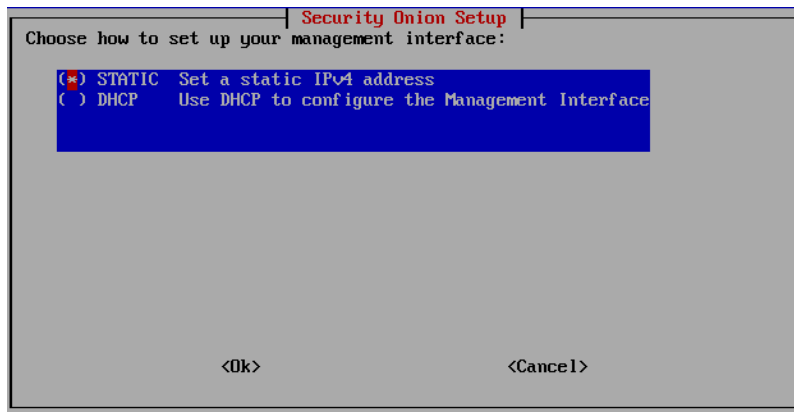 Security Onion Setup
Choose how to set up your management interface:
(*) STATIC Set a static IPv4 address
( ) DHCP Use DHCP to configure the Management Interface
<Ok> <Cancel>